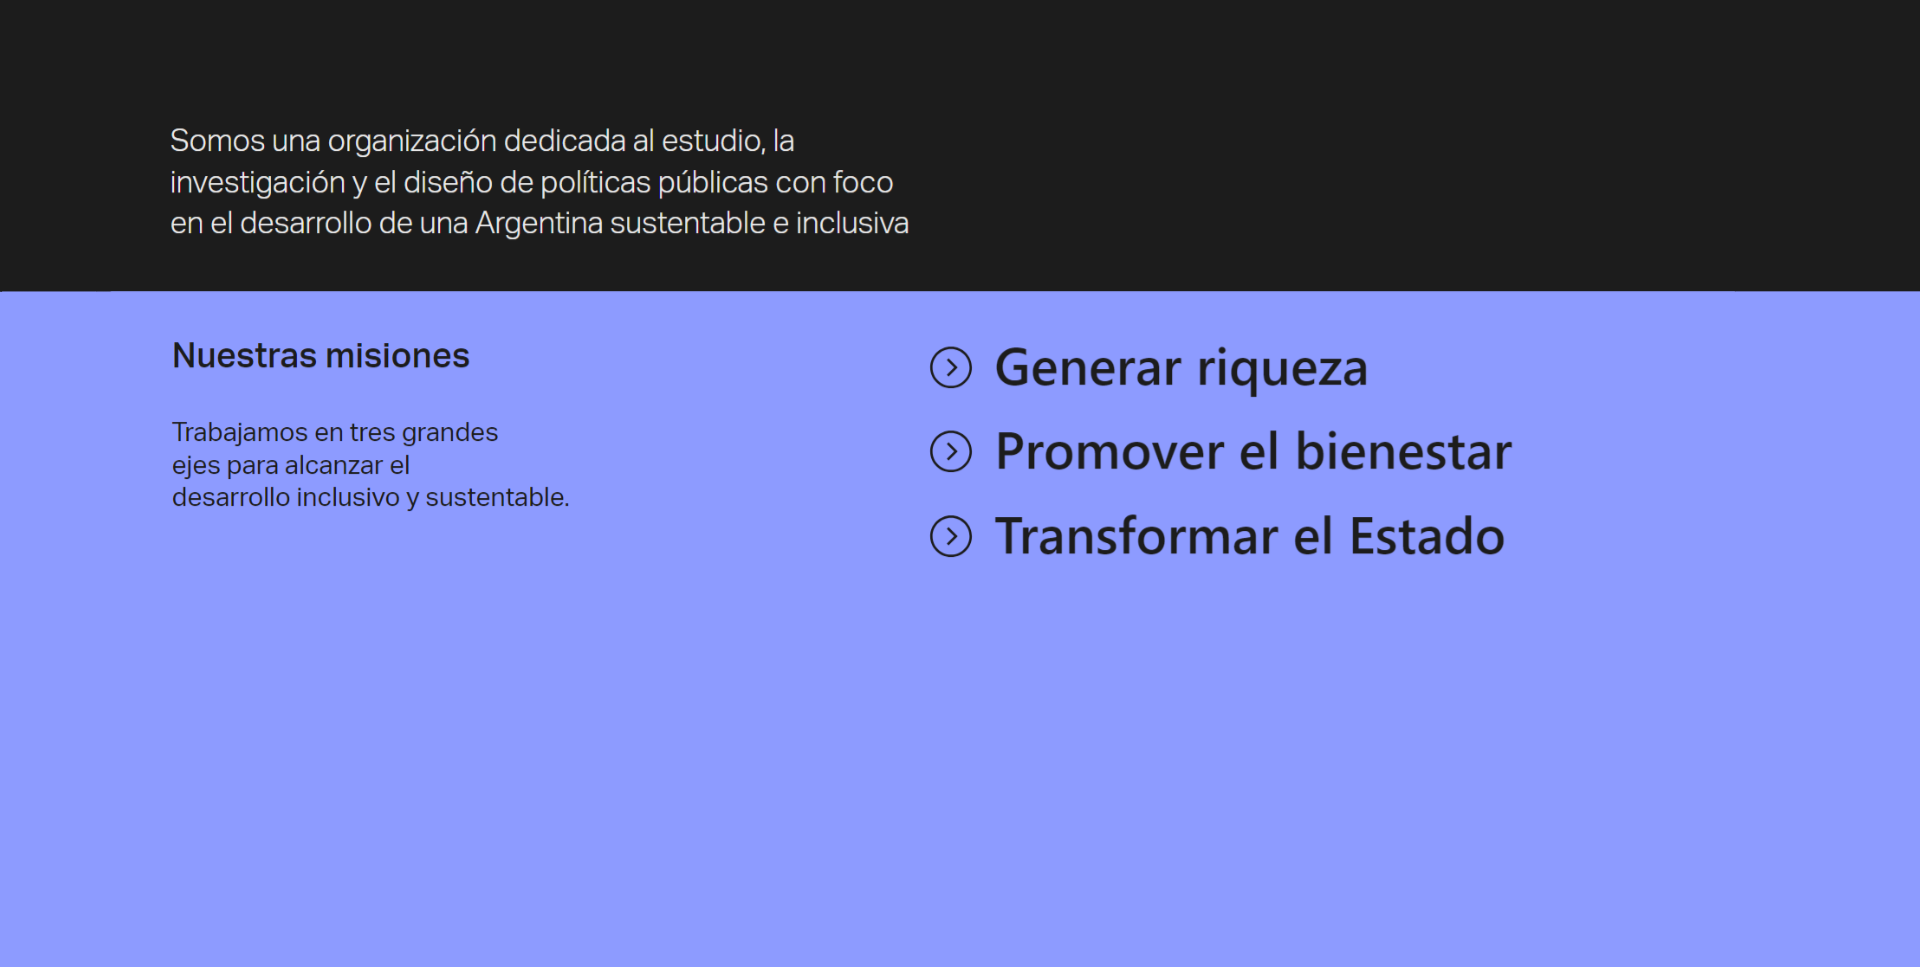 Somos una organización dedicada al estudio, la
investigación y el diseño de políticas públicas con foco
en el desarrollo de una Argentina sustentable e inclusiva
Nuestras misiones
Trabajamos en tres grandes
ejes para alcanzar el
desarrollo inclusivo y sustentable.
Generar riqueza
Promover el bienestar
Transformar el Estado